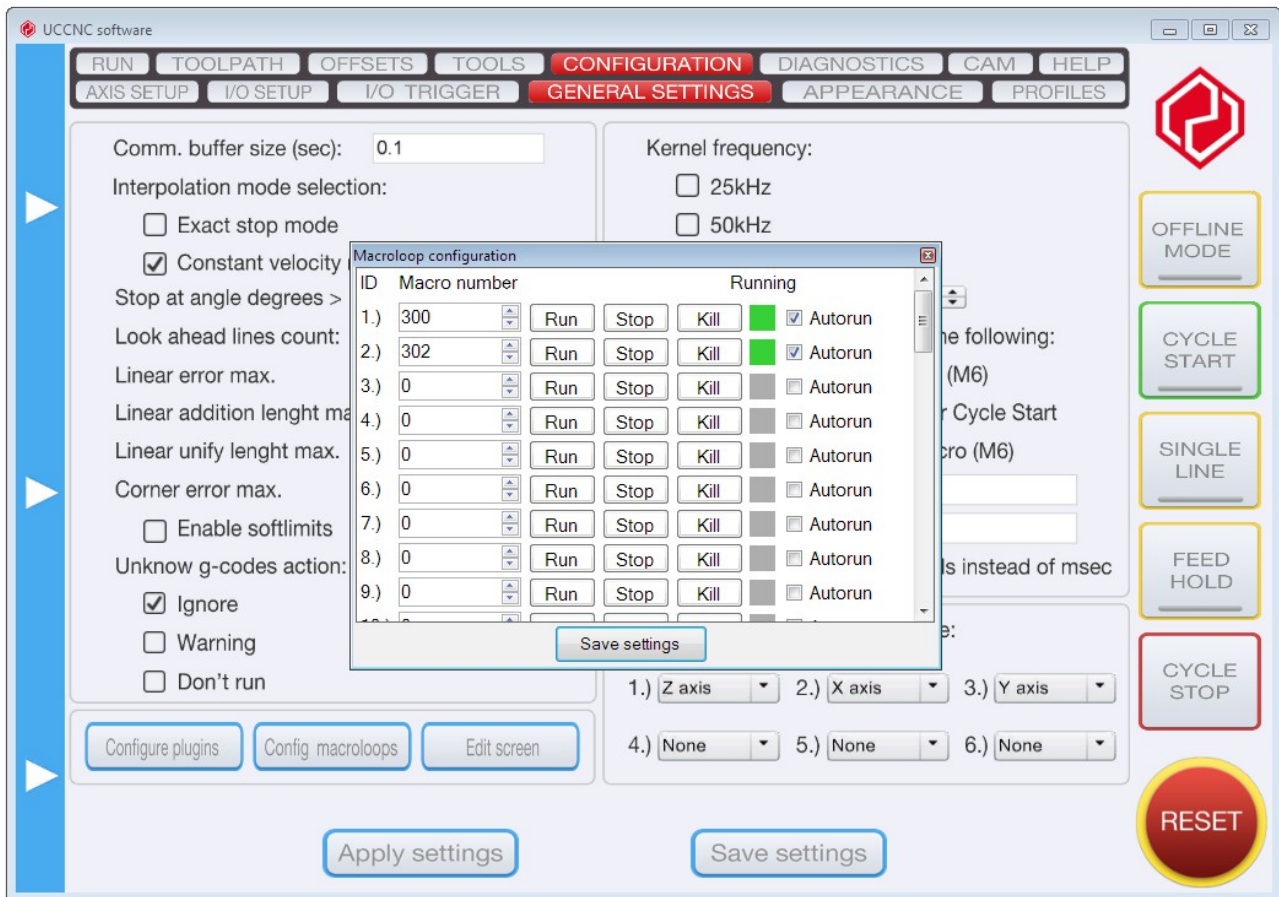 UCCNC software
RUN TOOLPATH OFFSETS TOOLS CONFIGURATION DIAGNOSTICS CAM HELP
AXIS SETUP I/O SETUP I/O TRIGGER GENERAL SETTINGS APPEARANCE PROFILES
Comm. buffer size (sec): 0.1
Interpolation mode selection:
Exact stop mode
Constant velocity
Stop at angle degrees >
Look ahead lines count:
Linear error max.
Linear addition lenght
Linear unify lenght max.
Corner error max.
Enable softlimits
Unknow g-codes action:
Ignore
Warning
Don't run
Configure plugins Config macroloops Edit screen
Kernel frequency:
25kHz
50kHz
Macroloop configuration
ID Macro number Running
1.) 300 Run Stop Kill Autorun
2.) 302 Run Stop Kill Autorun
3.) 0 Run Stop Kill Autorun
4.) 0 Run Stop Kill Autorun
5.) 0 Run Stop Kill Autorun
6.) 0 Run Stop Kill Autorun
7.) 0 Run Stop Kill Autorun
8.) 0 Run Stop Kill Autorun
9.) 0 Run Stop Kill Autorun
Save settings
following:
(M6)
Cycle Start
(M6)
instead of msec
1.) Z axis 2.) X axis 3.) Y axis
4.) None 5.) None 6.) None
Apply settings Save settings
OFFLINE
MODE
CYCLE
START
SINGLE
LINE
FEED
HOLD
CYCLE
STOP
RESET